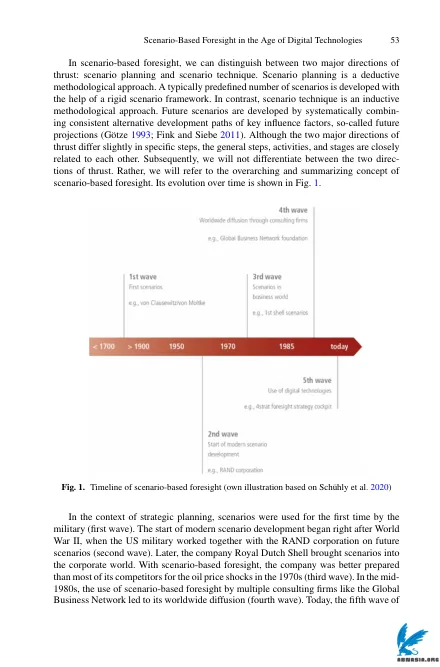 Scenario-Based Foresight in the Age of Digital Technologies 53
In scenario-based foresight, we can distinguish between two major directions of
thrust: scenario planning and scenario technique. Scenario planning is a deductive
methodological approach. A typically predefined number of scenarios is developed with
the help of a rigid scenario framework. In contrast, scenario technique is an inductive
methodological approach. Future scenarios are developed by systematically combin-
ing consistent alternative development paths of key influence factors, so-called future
projections (Götze 1993; Fink and Siebe 2011). Although the two major directions of
thrust differ slightly in specific steps, the general steps, activities, and stages are closely
related to each other. Subsequently, we will not differentiate between the two direc-
tions of thrust. Rather, we will refer to the overarching and summarizing concept of
scenario-based foresight. Its evolution over time is shown in Fig. 1.
4th wave
Worldwide diffusion through consulting firms
e.g., Global Business Network foundation
1st wave
First scenarios
e.g., von Clausewitz/von Moltke
3rd wave
Scenarios in
business world
e.g., 1st shell scenarios
< 1700 > 1900 1950 1970 1985 today
5th wave
Use of digital technologies
e.g., 4strat foresight strategy cockpit
2nd wave
Start of modern scenario
development
e.g., RAND corporation
Fig. 1. Timeline of scenario-based foresight (own illustration based on Schühly et al. 2020)
In the context of strategic planning, scenarios were used for the first time by the
military (first wave). The start of modern scenario development began right after World
War II, when the US military worked together with the RAND corporation on future
scenarios (second wave). Later, the company Royal Dutch Shell brought scenarios into
the corporate world. With scenario-based foresight, the company was better prepared
than most of its competitors for the oil price shocks in the 1970s (third wave). In the mid-
1980s, the use of scenario-based foresight by multiple consulting firms like the Global
Business Network led to its worldwide diffusion (fourth wave). Today, the fifth wave of